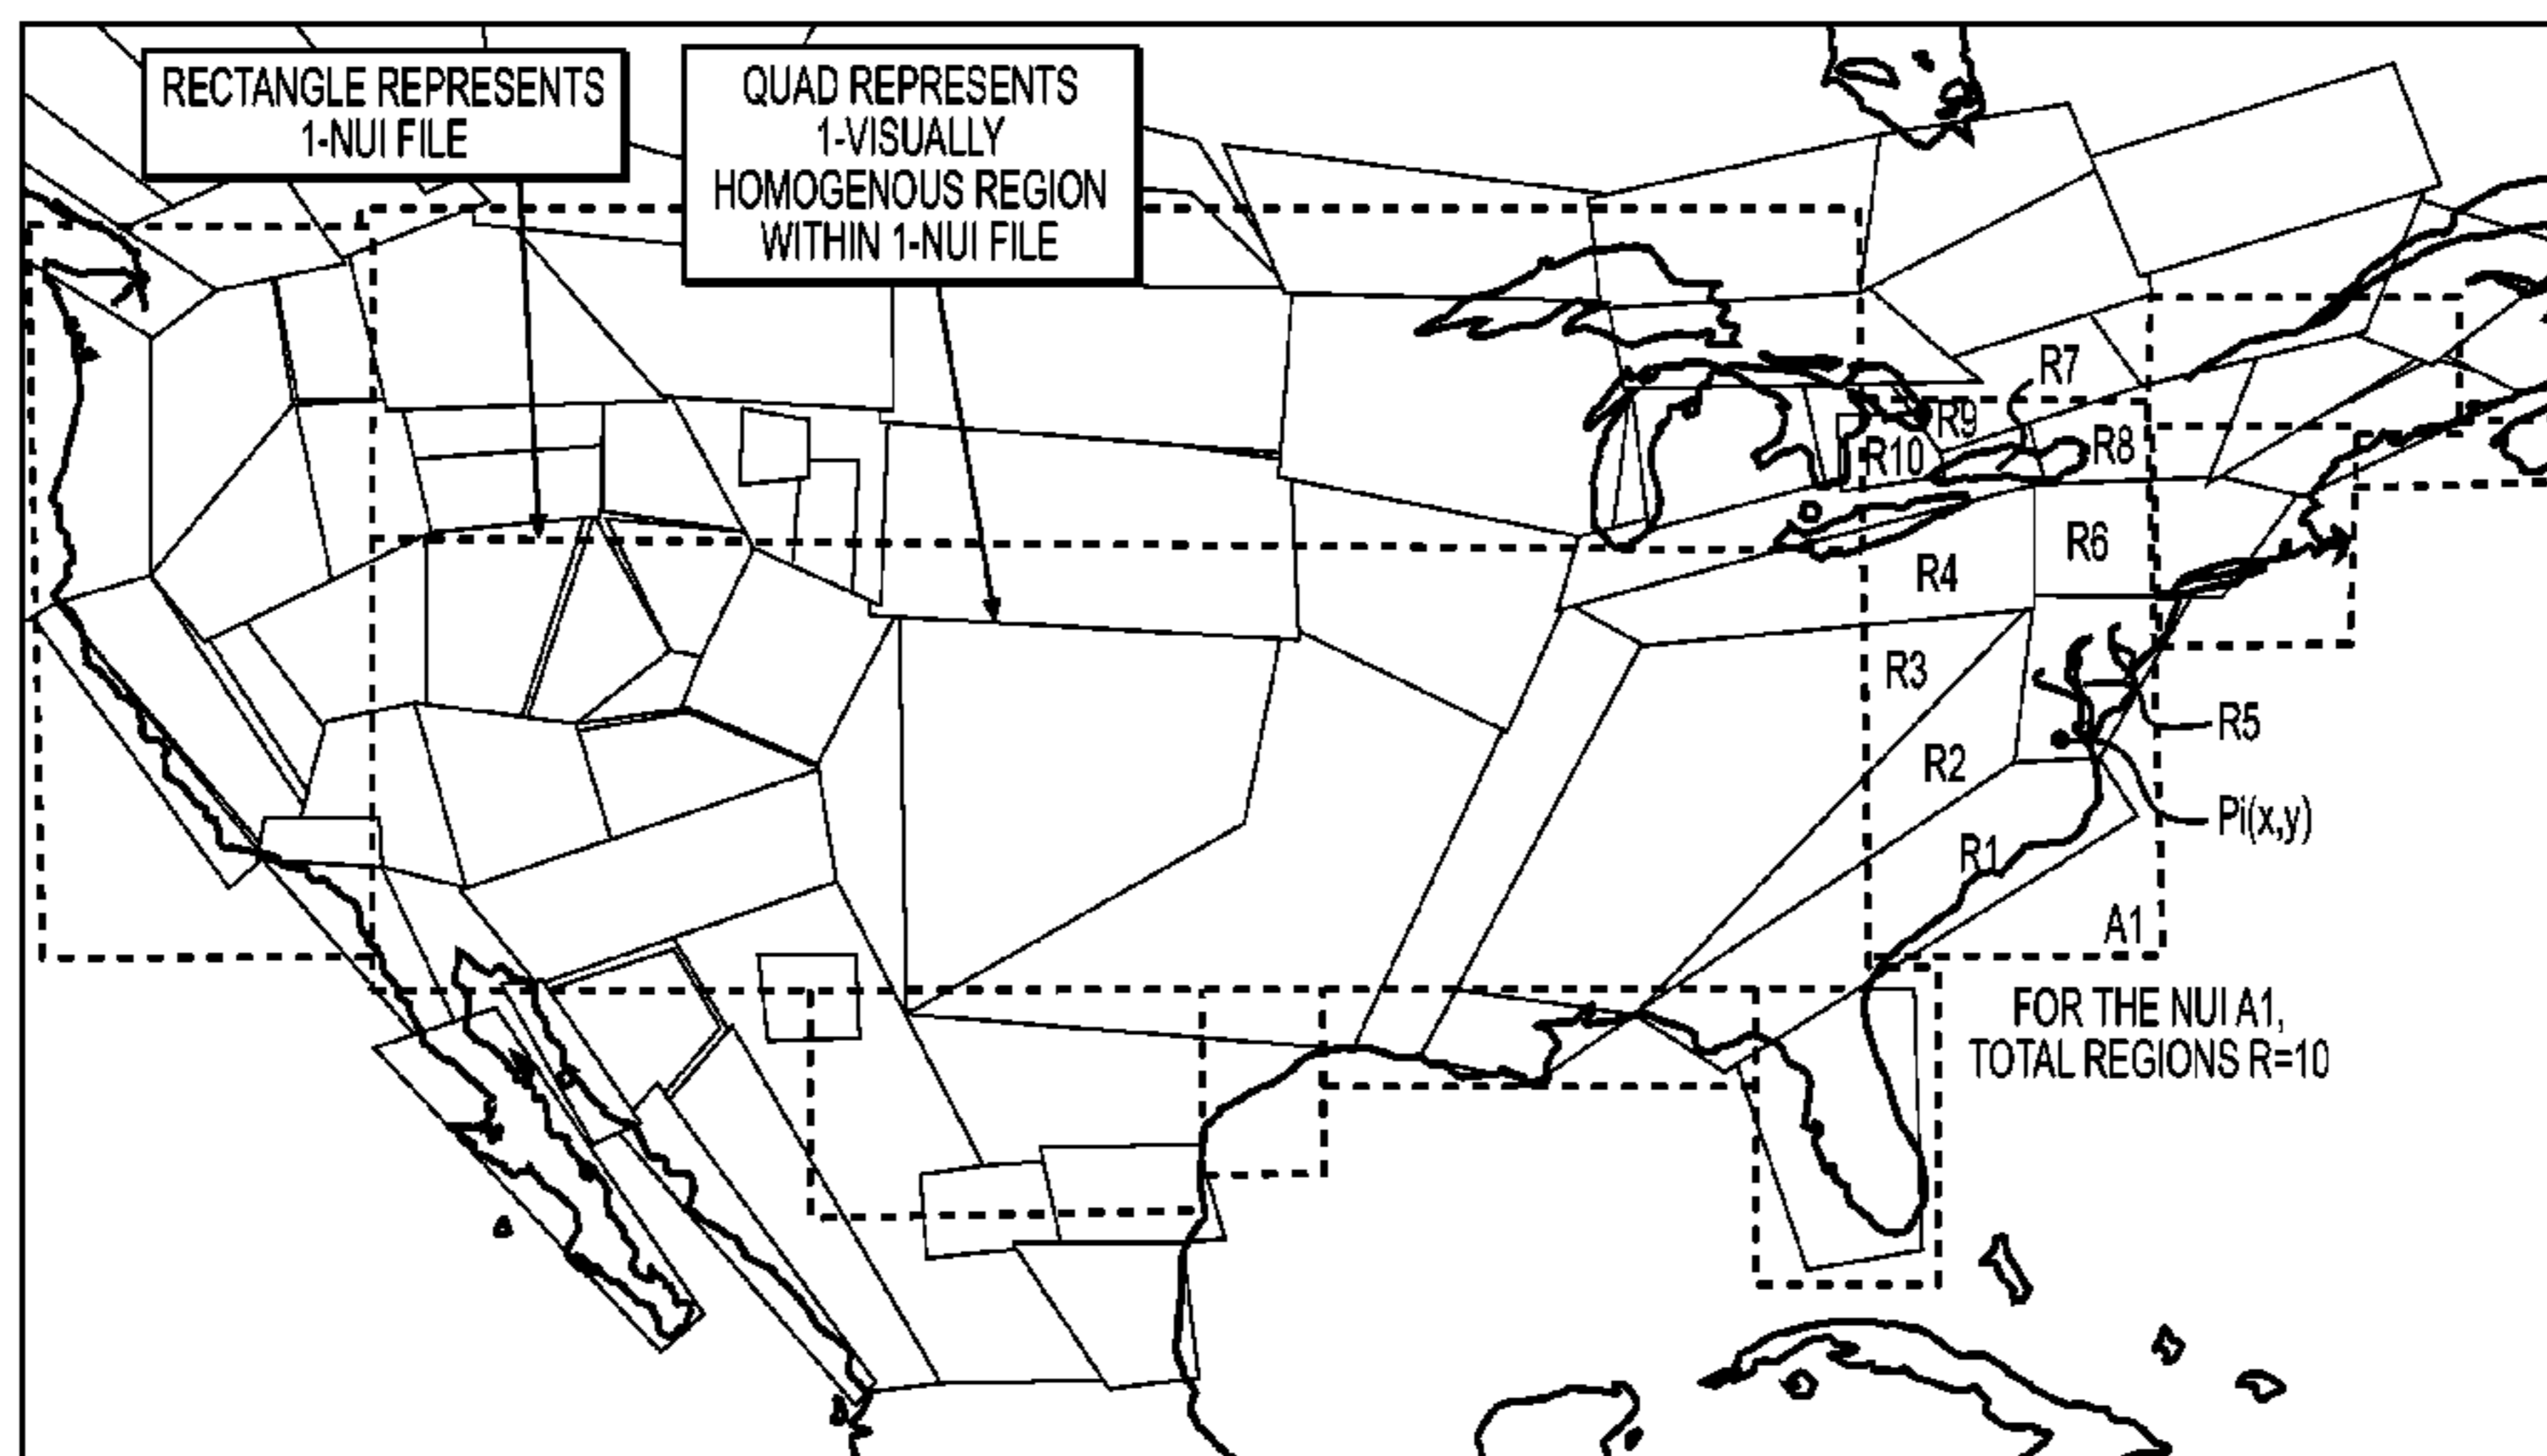 RECTANGLE REPRESENTS
1-NUI FILE
QUAD REPRESENTS
1-VISUALLY
HOMOGENOUS REGION
WITHIN 1-NUI FILE
R7
R9
R10
R8
R4
R6
R3
R5
R2
Pi(x,y)
R1
A1
FOR THE NUI A1,
TOTAL REGIONS R=10